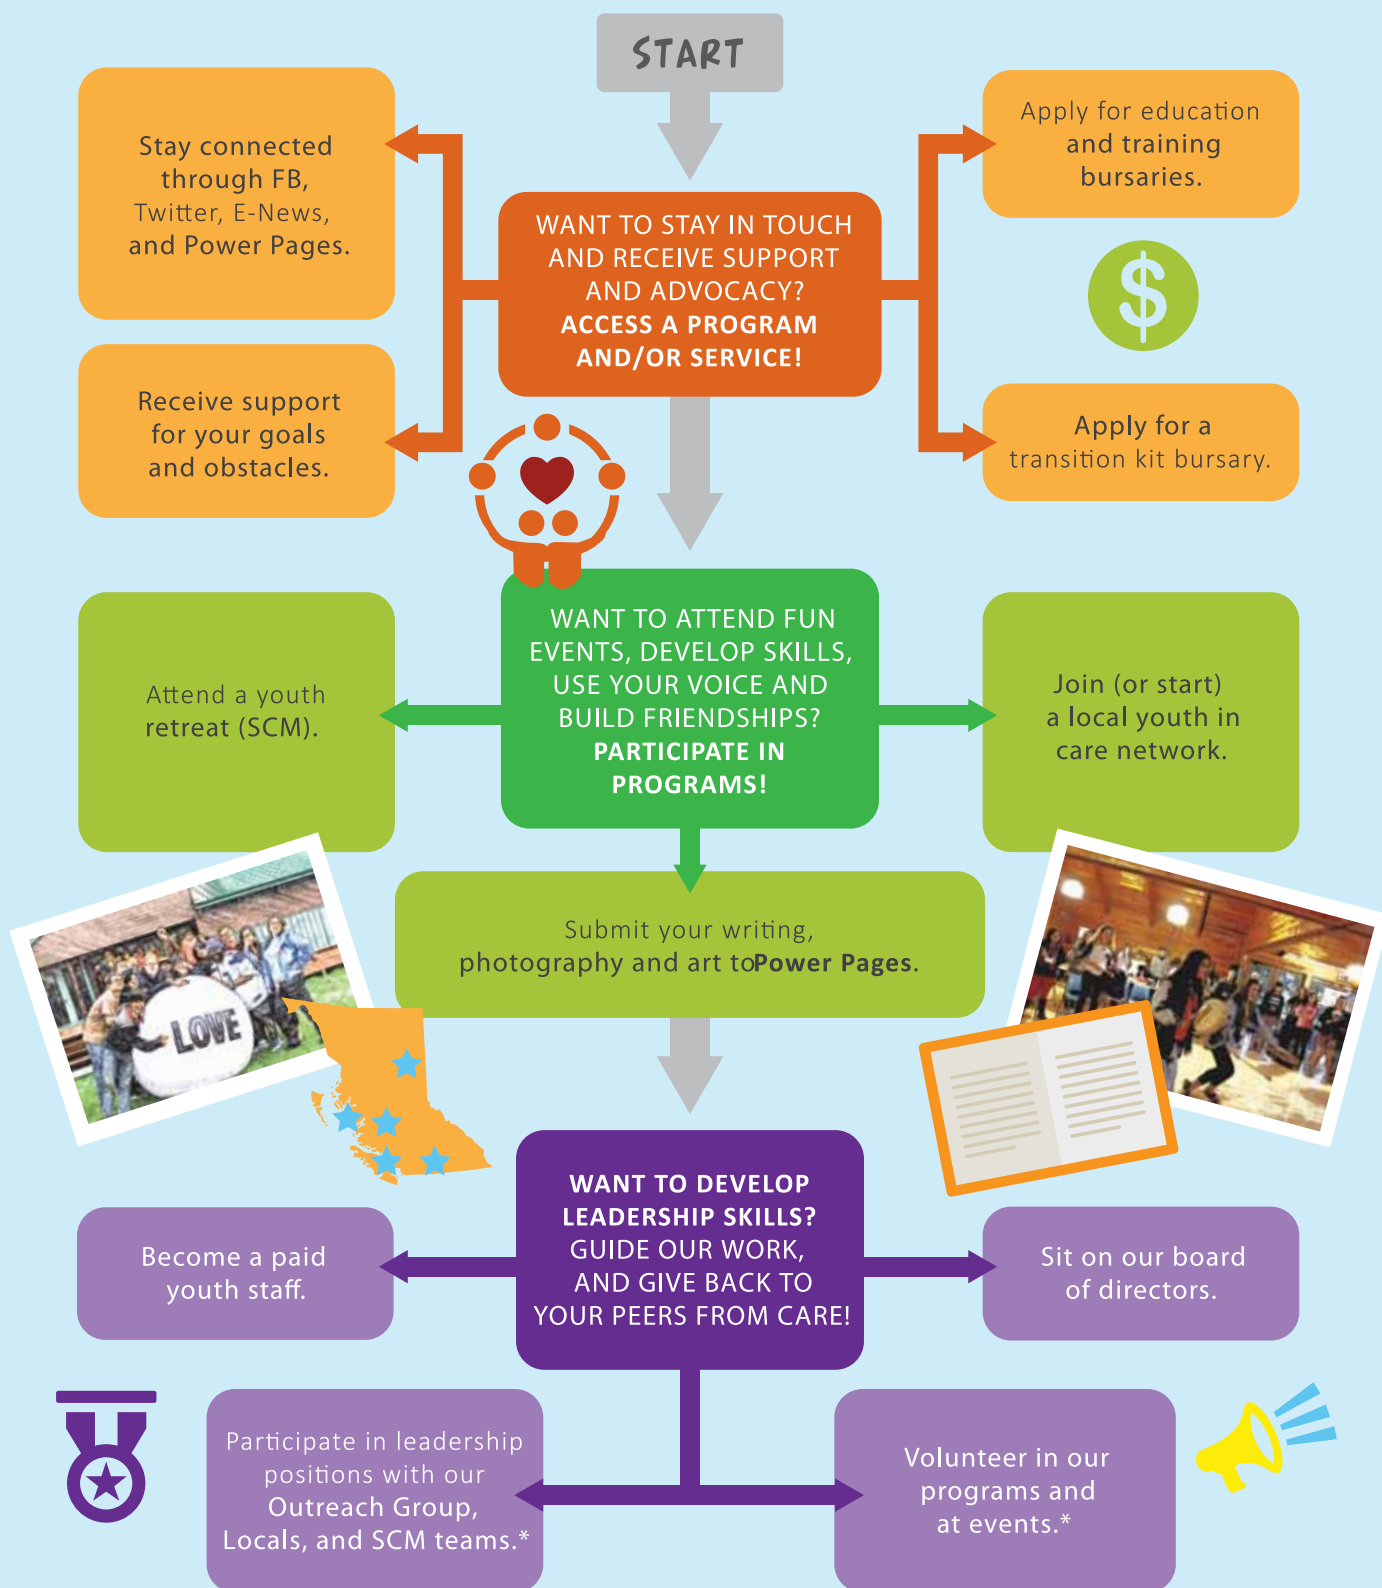 START
Stay connected
through FB,
Twitter, E-News,
and Power Pages.
Apply for education
and training
bursaries.
WANT TO STAY IN TOUCH
AND RECEIVE SUPPORT
AND ADVOCACY?
ACCESS A PROGRAM
AND/OR SERVICE!
$
Receive support
for your goals
and obstacles.
Apply for a
transition kit bursary.
WANT TO ATTEND FUN
EVENTS, DEVELOP SKILLS,
USE YOUR VOICE AND
BUILD FRIENDSHIPS?
PARTICIPATE IN
PROGRAMS!
Attend a youth
retreat (SCM).
Join (or start)
a local youth in
care network.
Submit your writing,
photography and art toPower Pages.
LOVE
WANT TO DEVELOP
LEADERSHIP SKILLS?
GUIDE OUR WORK,
AND GIVE BACK TO
YOUR PEERS FROM CARE!
Become a paid
youth staff.
Sit on our board
of directors.
Participate in leadership
positions with our
Outreach Group,
Locals, and SCM teams.*
Volunteer in our
programs and
at events.*